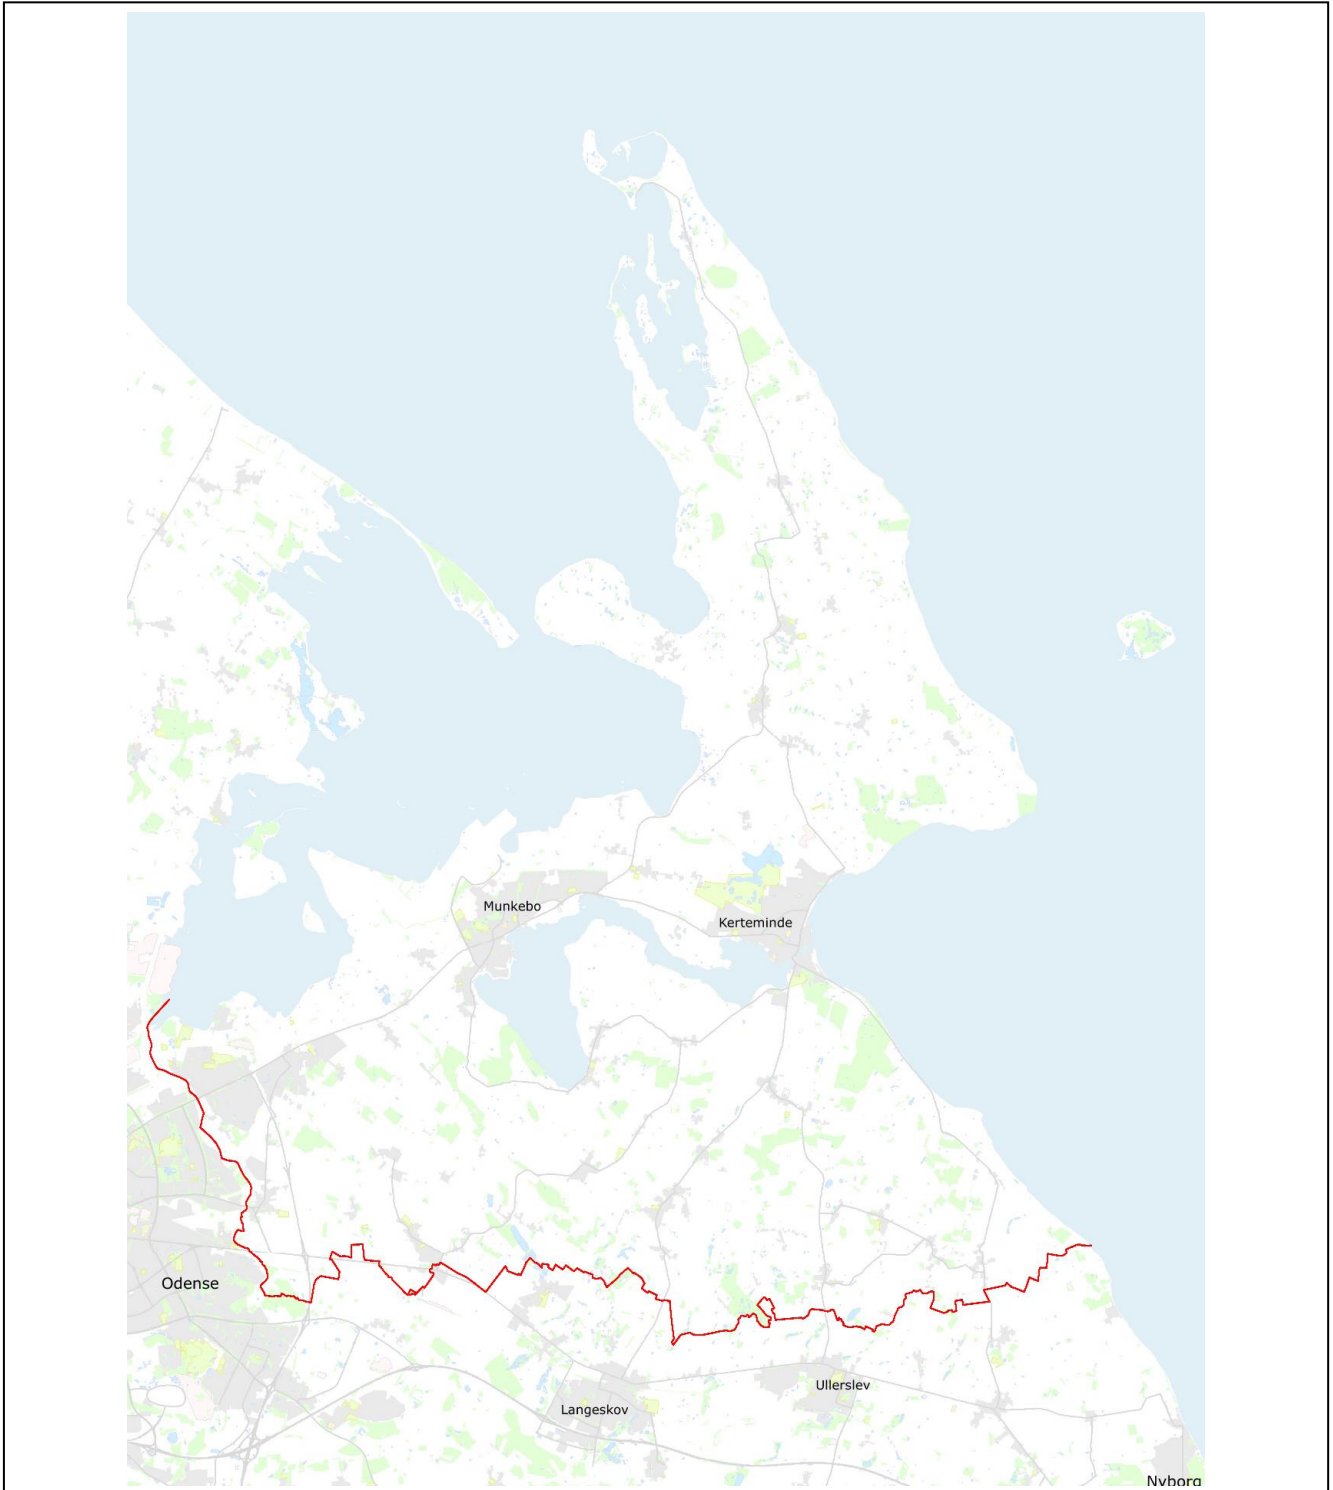 Munkebo
Kerteminde
Odense
Ullerslev
Langeskov
Nyborg